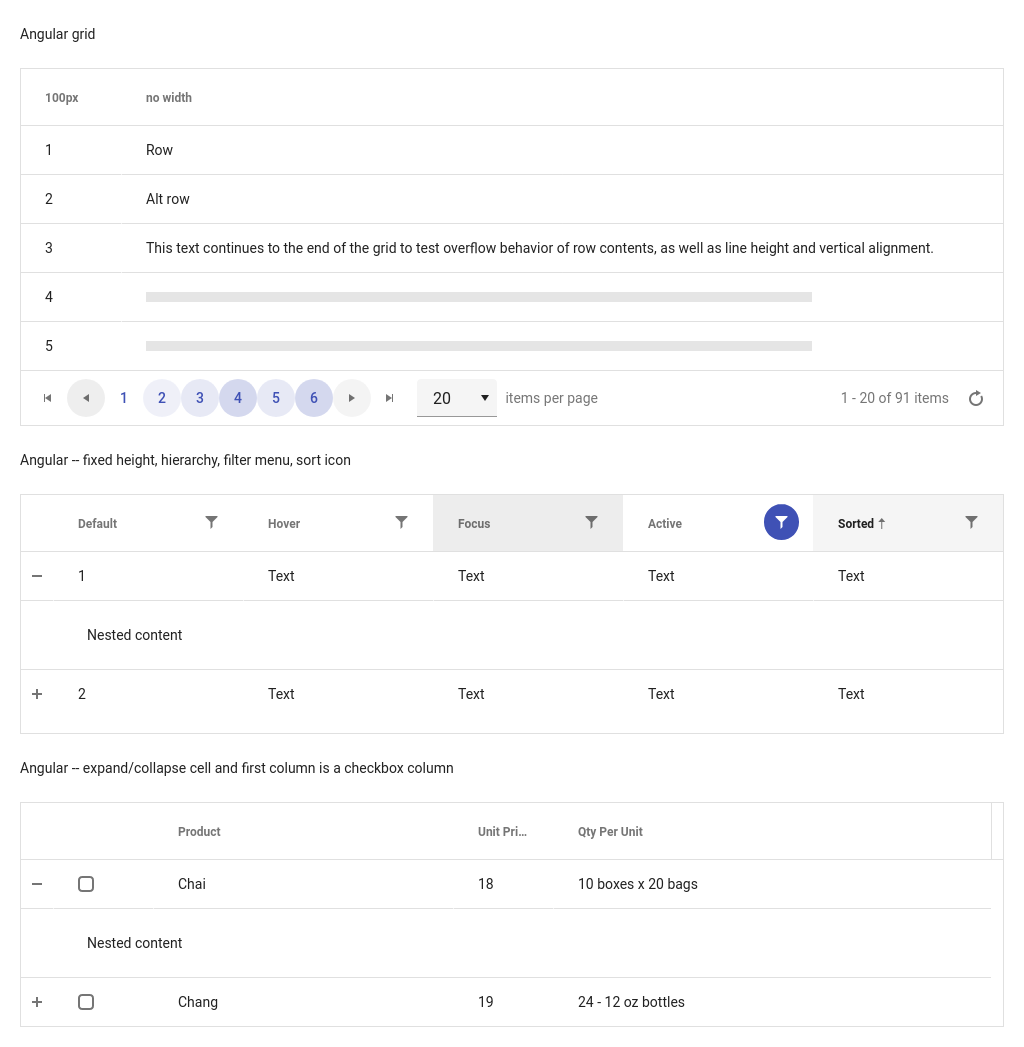 Angular grid
100px no width
1 Row
2 Alt row
3 This text continues to the end of the grid to test overflow behavior of row contents, as well as line height and vertical alignment.
4
5
1 2 3 4 5 6 20 items per page 1 - 20 of 91 items
Angular -- fixed height, hierarchy, filter menu, sort icon
Default Hover Focus Active Sorted ↑
1 Text Text Text Text
Nested content
2 Text Text Text Text
Angular -- expand/collapse cell and first column is a checkbox column
Product Unit Pri... Qty Per Unit
Chai 18 10 boxes x 20 bags
Nested content
Chang 19 24 - 12 oz bottles